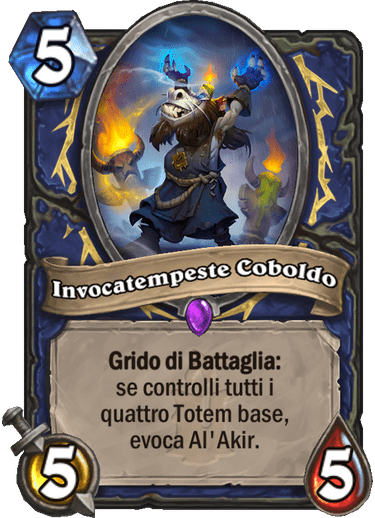 5
Invocatempeste Coboldo
Grido di Battaglia:
se controlli tutti i
quattro Totem base,
evoca Al'Akir.
5
5